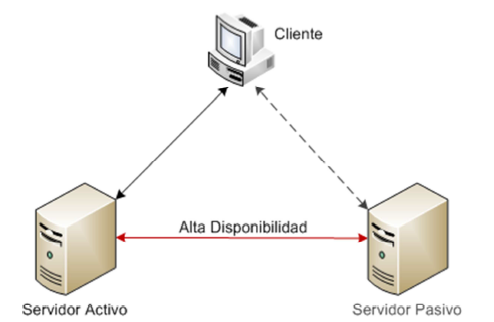 Cliente
Alta Disponibilidad
Servidor Activo
Servidor Pasivo